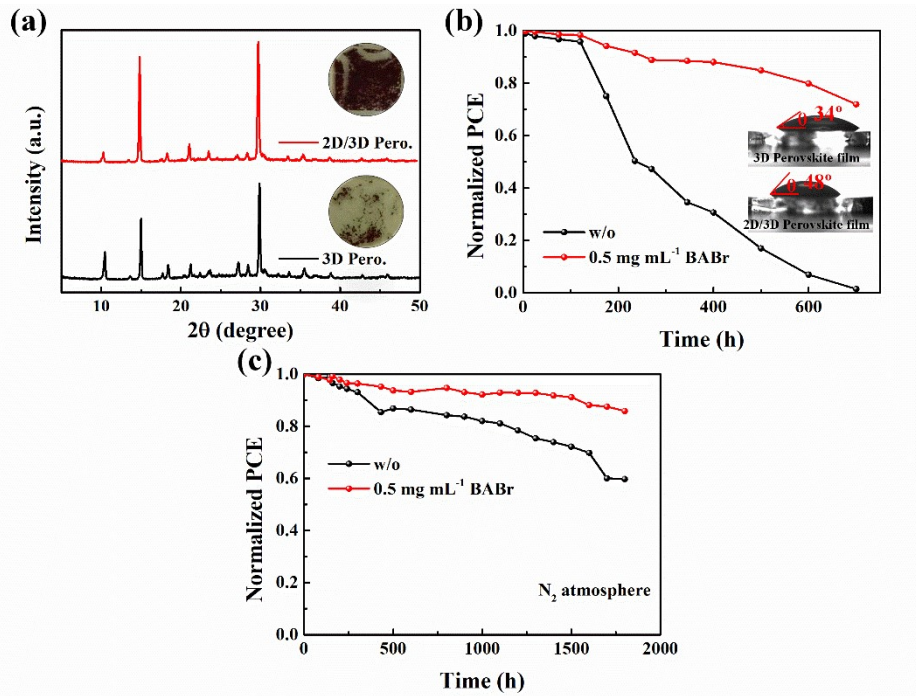 (a)
Intensity (a.u.)
2D/3D Pero.
3D Pero.
10 20 30 40 50
2θ (degree)
(b)
Normalized PCE
1.0
0.8
0.6
0.4
0.2
0.0
θ 34°
3D Perovskite film
θ 48°
2D/3D Perovskite film
w/o
0.5 mg mL⁻¹ BABr
0 200 400 600
Time (h)
(c)
Normalized PCE
1.0
0.8
0.6
0.4
0.2
0.0
w/o
0.5 mg mL⁻¹ BABr
N₂ atmosphere
0 500 1000 1500 2000
Time (h)